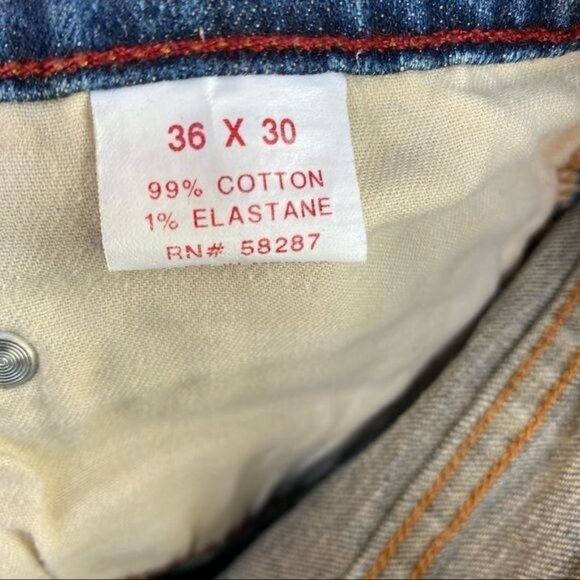 36 X 30
99% COTTON
1% ELASTANE
RN# 58287